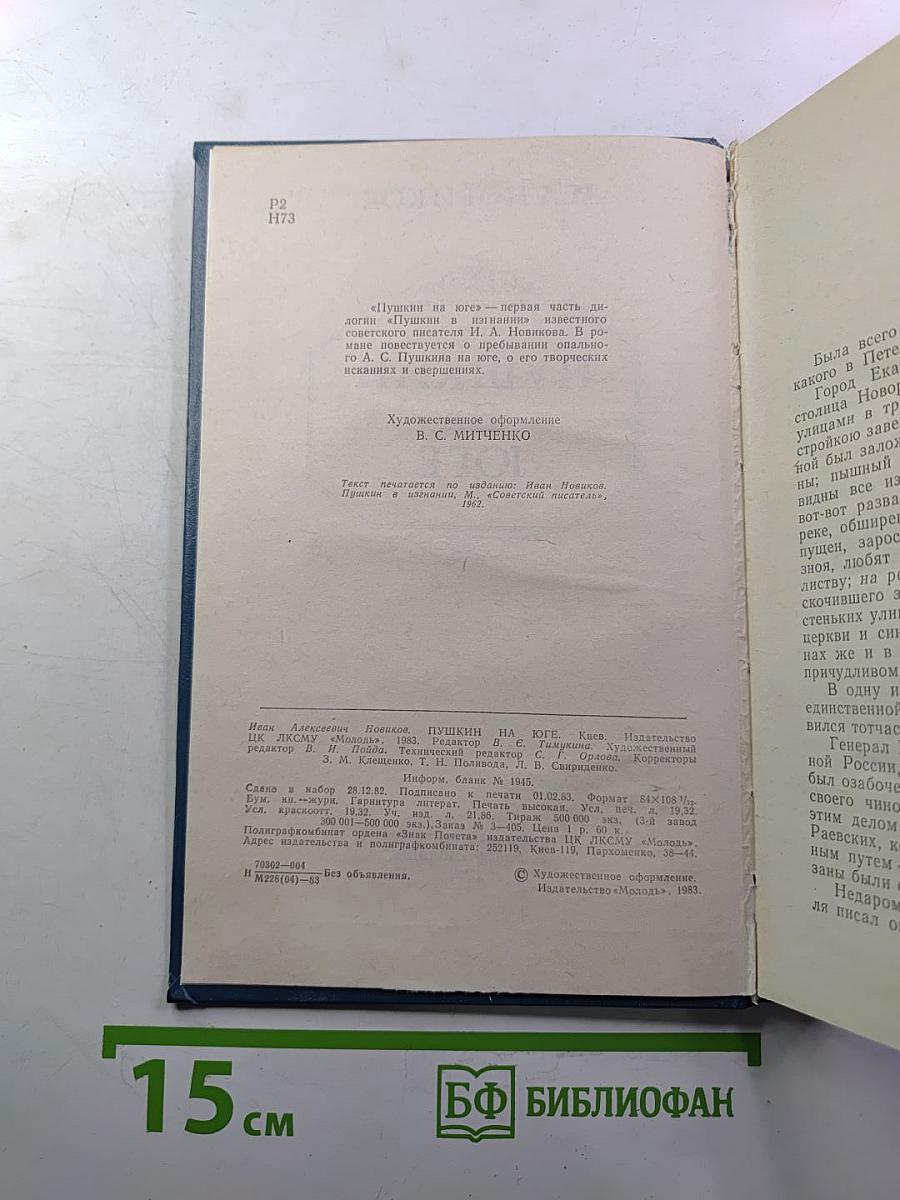 Р2
Н73
«Пушкин на юге» — первая часть ди-
логии «Пушкин в изгнании» известного
советского писателя И. А. Новикова. В ро-
мане повествуется о пребывании опально-
го А. С. Пушкина на юге, о его творческих
исканиях и свершениях.
Художественное оформление
В. С. МИТЧЕНКО
Текст печатается по изданию: Иван Новиков.
Пушкин в изгнании, М., «Советский писатель»,
1962.
Иван Алексеевич Новиков. ПУШКИН НА ЮГЕ. Киев. Издательство
ЦК ЛКСМУ «Молодь», 1983. Редактор В. Е. Тимукина. Художественный
редактор В. И. Пойда. Технический редактор С. Г. Орлова. Корректоры
З. М. Клещенко, Т. Н. Поливода, Л. В. Свириденко.
Информ. бланк № 1945.
Сдано в набор 28.12.82. Подписано к печати 01.02.83. Формат 84×108 1/32.
Бум. кн.-журн. Гарнитура литерат. Печать высокая. Усл. печ. л. 19,32.
Усл. краскоотт. 19,32. Уч. изд. л. 21,86. Тираж 500 000 экз. (3-й завод
300 001—500 000 экз.). Заказ № 3—405. Цена 1 р. 60 к.
Полиграфкомбинат ордена «Знак Почета» издательства ЦК ЛКСМУ «Молодь».
Адрес издательства и полиграфкомбината: 252119, Киев-119, Пархоменко, 38—44.
Н 70302—004
М228(04)—83 Без объявления.
© Художественное оформление.
Издательство «Молодь», 1983.
Была всего
какого в Пете
Город Ека
столица Новор
улицами в тр
стройкою заве
ной был залож
ны; пышный
видны все из
вот-вот разва
реке, обширен
пущен, зарос
зноя, любят
листву; на ре
скочившего з
стеньких улиц
церкви и син
нах же и в
причудливом
В одну и
единственной
вился тотчас
Генерал
ной России,
был озабоче
своего чино
этим делом
Раевских, к
ным путем
заны были
Недаром
ля писал о
15 см
БФ БИБЛИОФАН